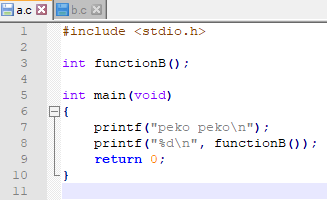 a.c b.c
1 #include <stdio.h>
2
3 int functionB();
4
5 int main(void)
6 {
7 printf("peko peko\n");
8 printf("%d\n", functionB());
9 return 0;
10 }
11